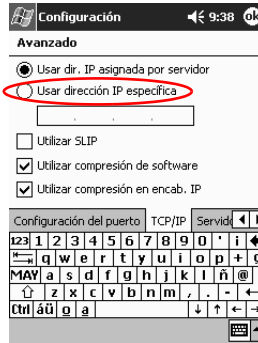 Configuración 9:38 ok
Avanzado
Usar dir. IP asignada por servidor
Usar dirección IP específica
. . .
Utilizar SLIP
Utilizar compresión de software
Utilizar compresión en encab. IP
Configuración del puerto TCP/IP Servido
123 1 2 3 4 5 6 7 8 9 0 ' ¡
q w e r t y u i o p +
MAY a s d f g h j k l ñ @
z x c v b n m , . -
Ctrl áü º ª